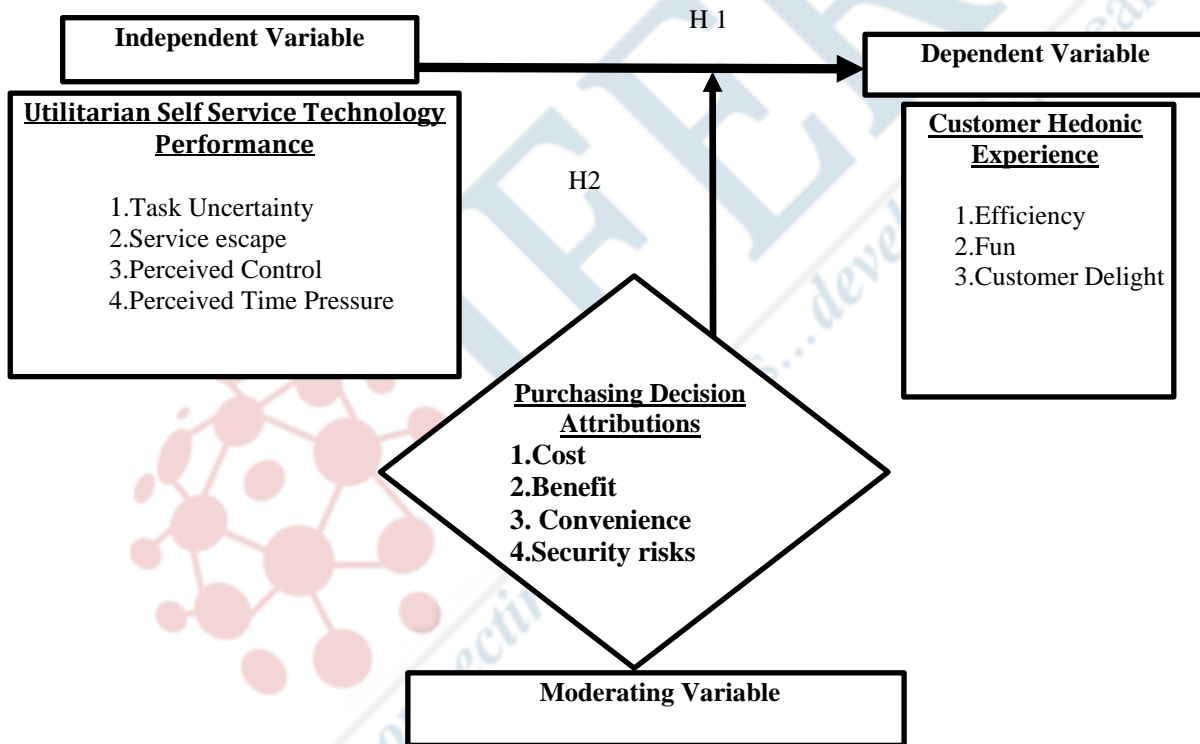 H 1
Independent Variable
Dependent Variable
Utilitarian Self Service Technology
Performance
1.Task Uncertainty
2.Service escape
3.Perceived Control
4.Perceived Time Pressure
Customer Hedonic
Experience
1.Efficiency
2.Fun
3.Customer Delight
H2
Purchasing Decision
Attributions
1.Cost
2.Benefit
3. Convenience
4.Security risks
Moderating Variable